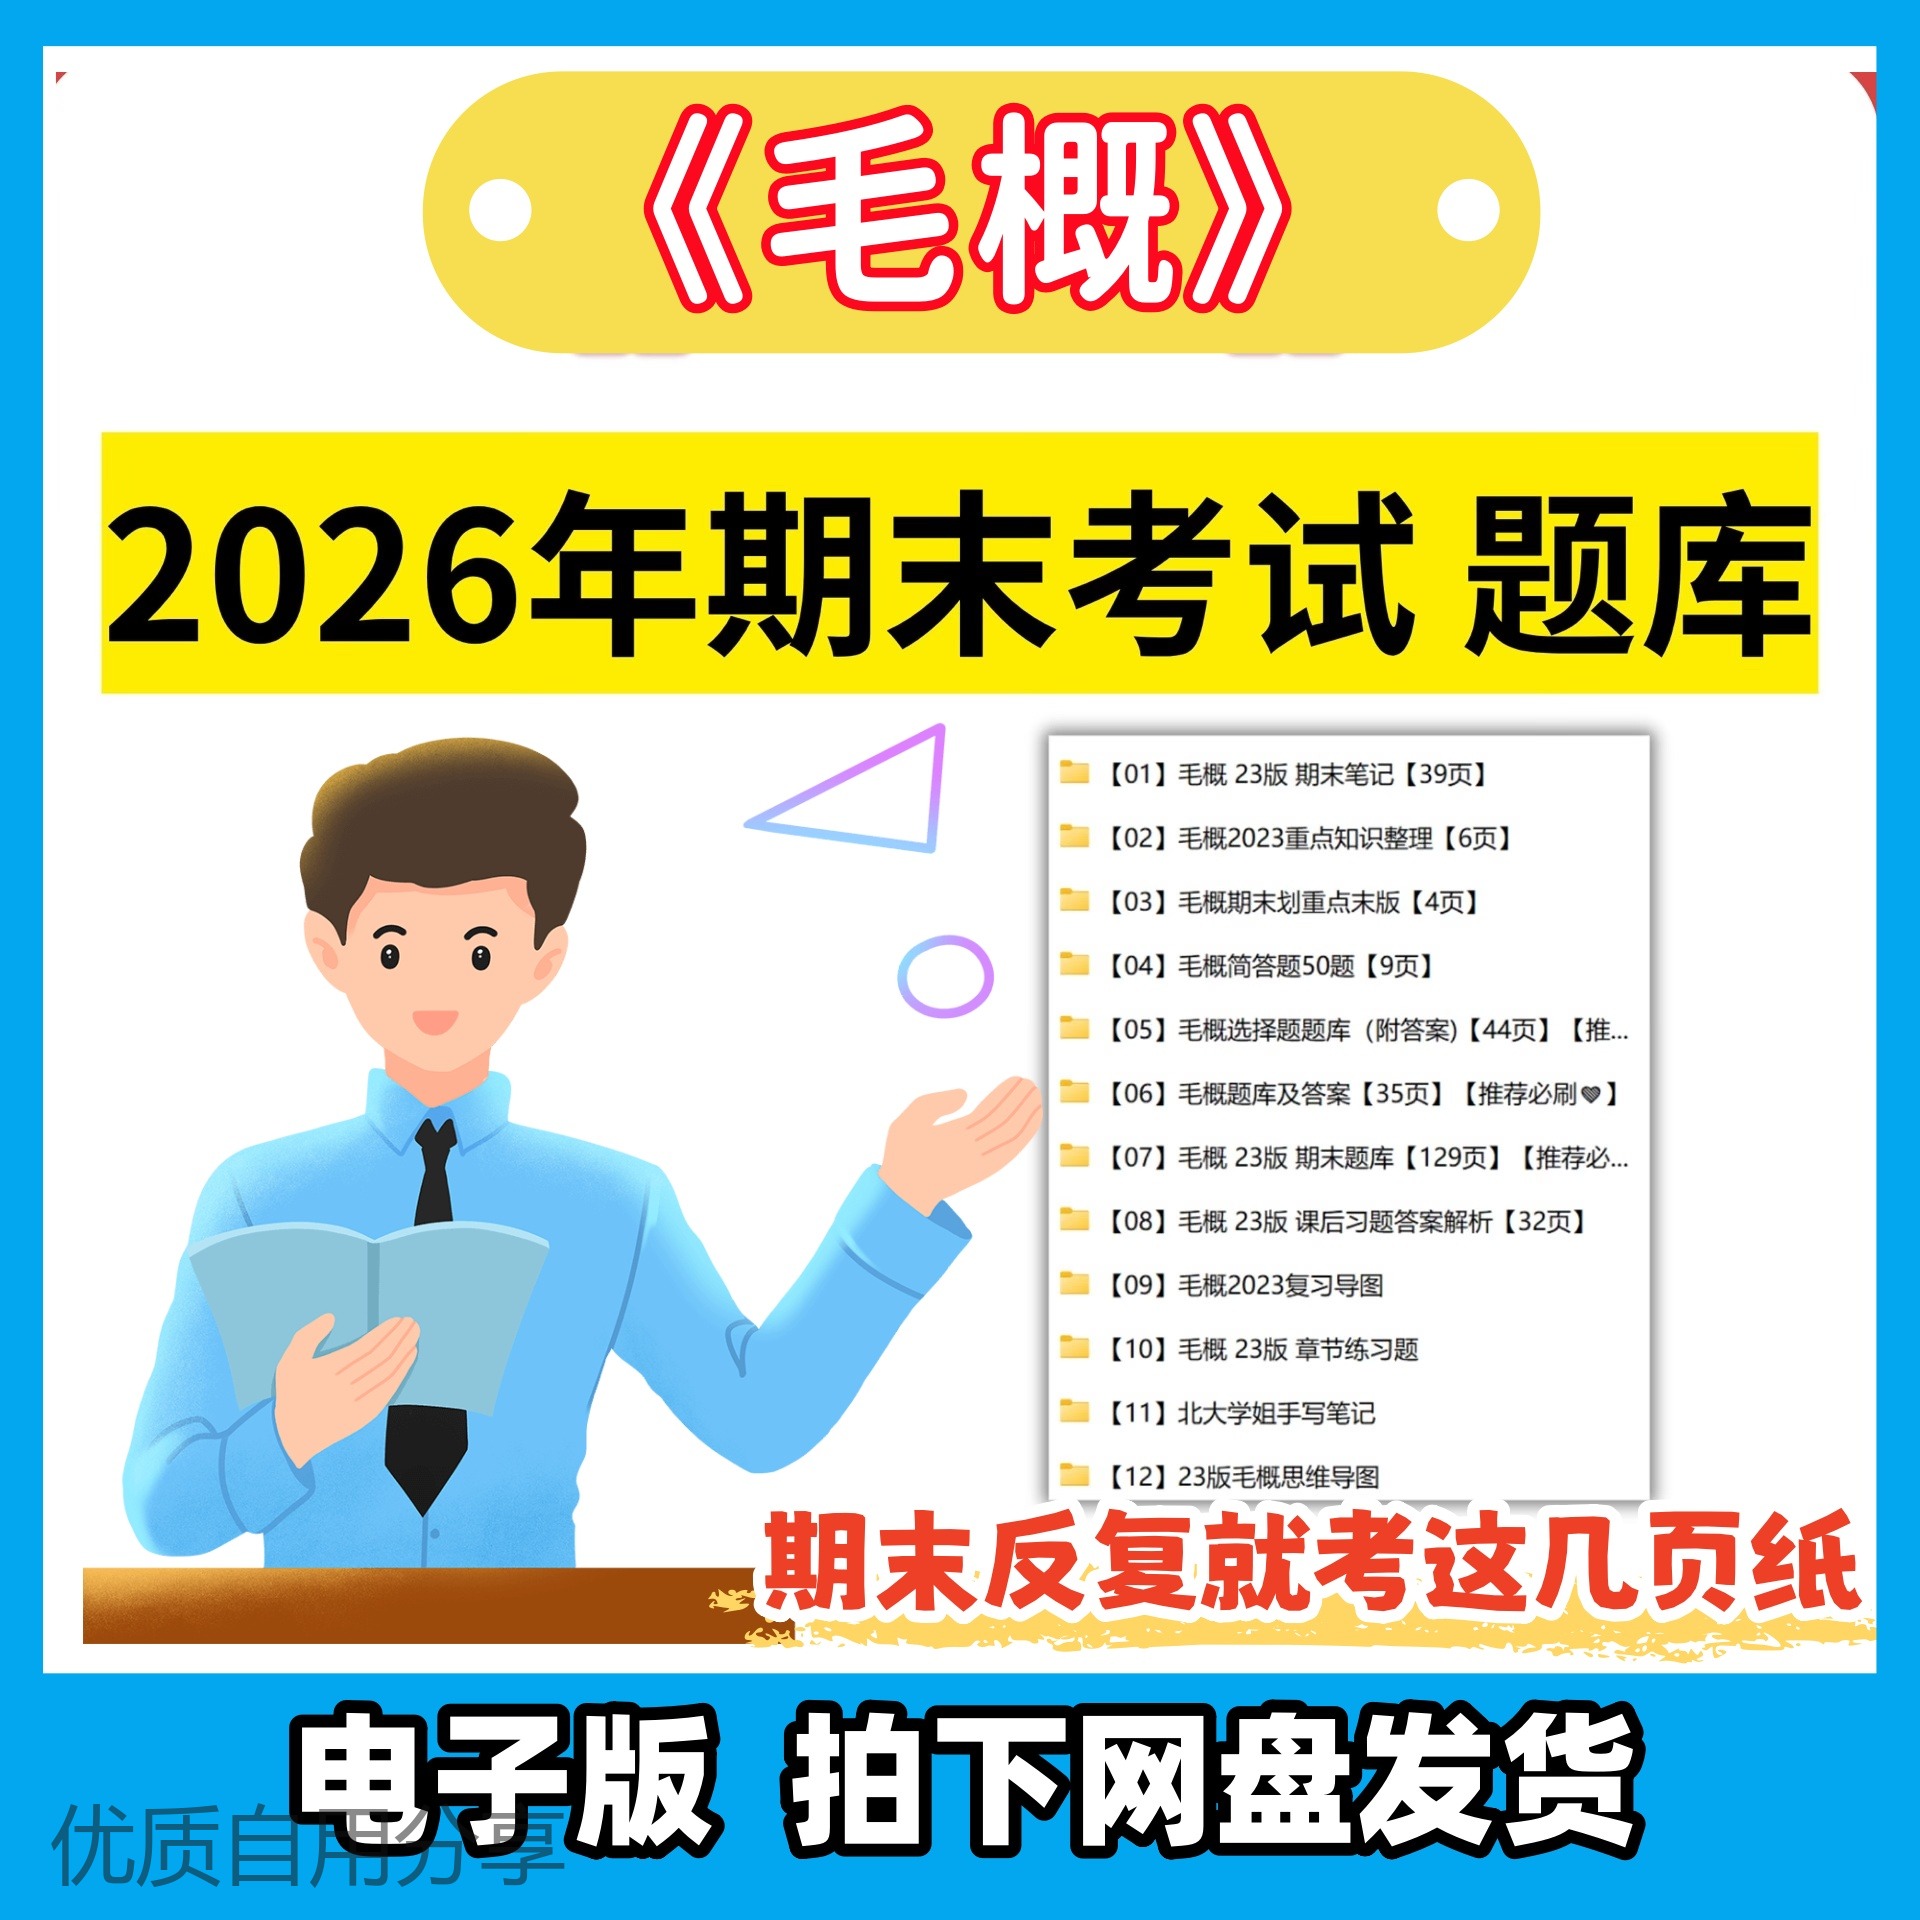 《毛概》
2026年期末考试 题库
【01】毛概 23版 期末笔记【39页】
【02】毛概2023重点知识整理【6页】
【03】毛概期末划重点末版【4页】
【04】毛概简答题50题【9页】
【05】毛概选择题题库（附答案)【44页】【推...
【06】毛概题库及答案【35页】【推荐必刷💗】
【07】毛概 23版 期末题库【129页】【推荐必...
【08】毛概 23版 课后习题答案解析【32页】
【09】毛概2023复习导图
【10】毛概 23版 章节练习题
【11】北大学姐手写笔记
【12】23版毛概思维导图
期末反复就考这几页纸
电子版 拍下网盘发货
优质自用分享